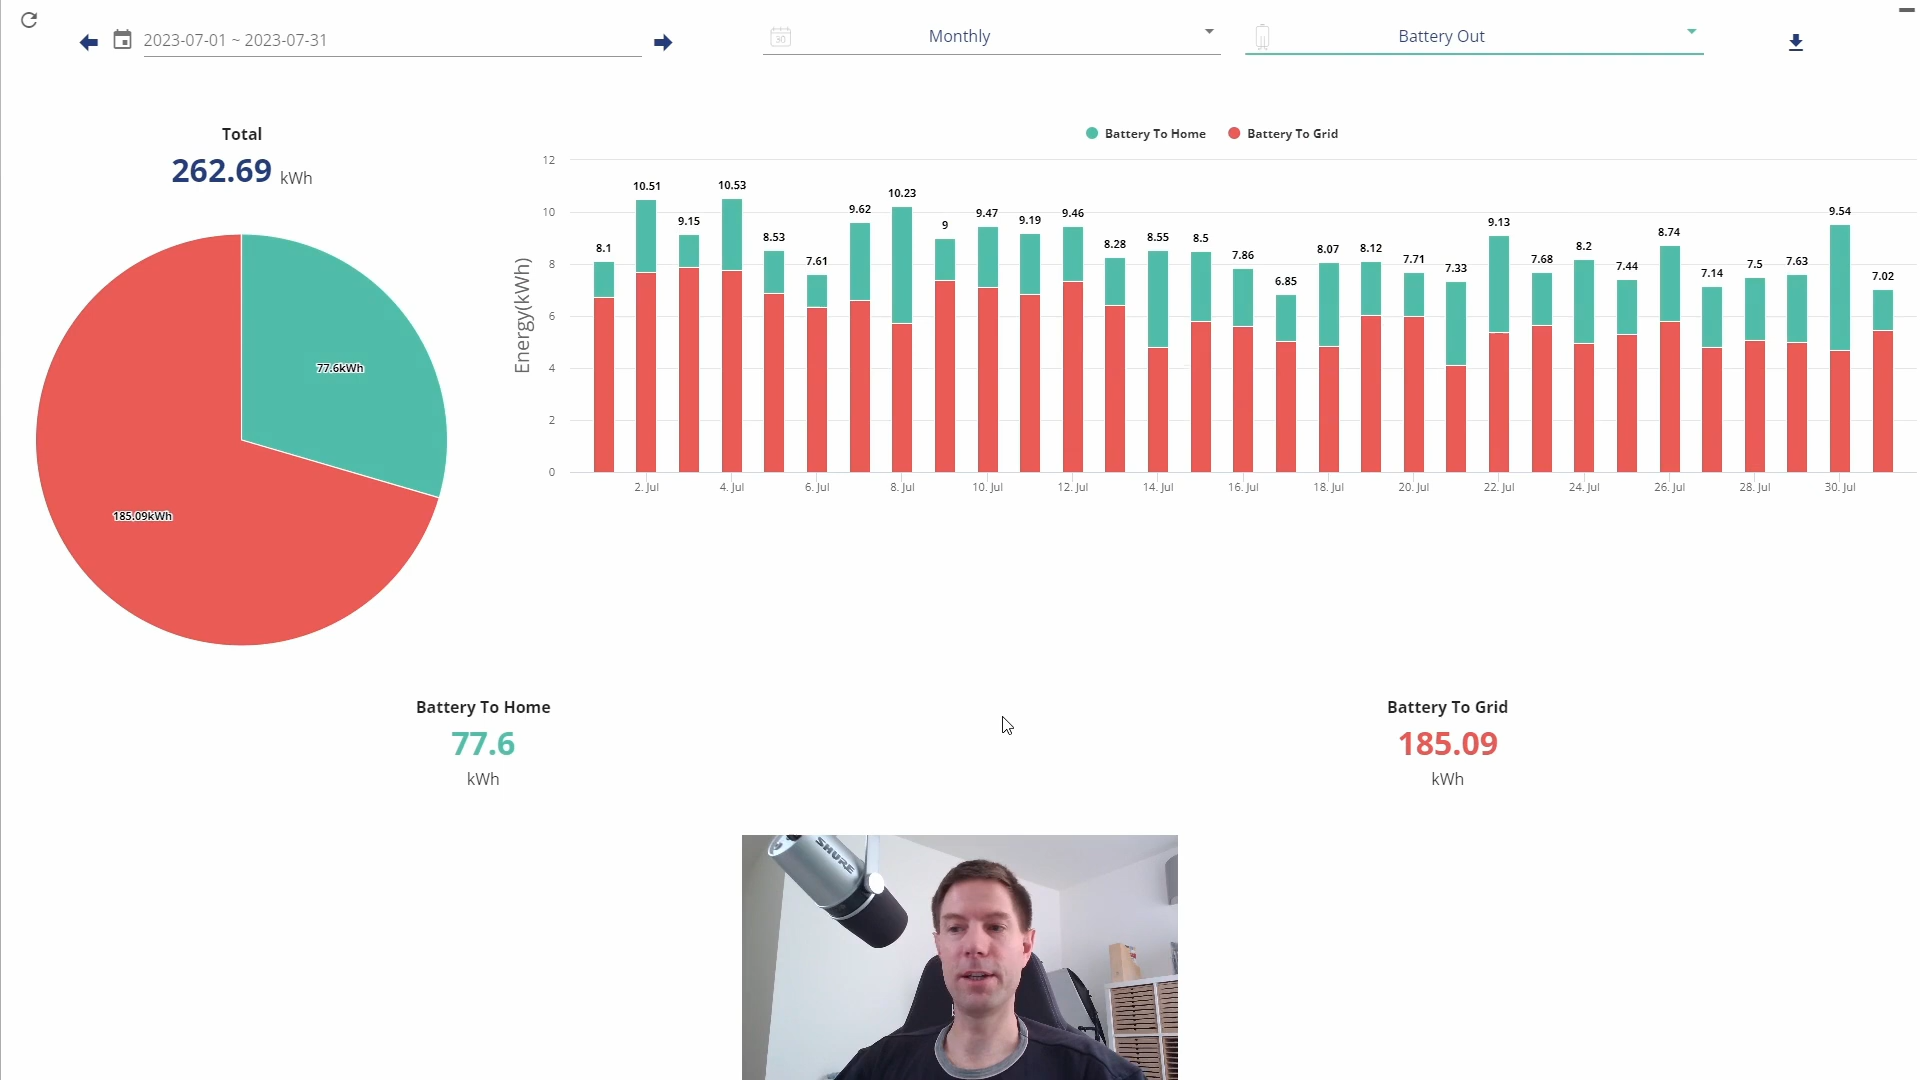 2023-07-01 ~ 2023-07-31
30
Monthly
Battery Out
Total
262.69 kWh
77.6kWh
185.09kWh
Battery To Home
Battery To Grid
Energy(kWh)
12
10
8
6
4
2
0
8.1
10.51
9.15
10.53
8.53
7.61
9.62
10.23
9
9.47
9.19
9.46
8.28
8.55
8.5
7.86
6.85
8.07
8.12
7.71
7.33
9.13
7.68
8.2
7.44
8.74
7.14
7.5
7.63
9.54
7.02
2. Jul
4. Jul
6. Jul
8. Jul
10. Jul
12. Jul
14. Jul
16. Jul
18. Jul
20. Jul
22. Jul
24. Jul
26. Jul
28. Jul
30. Jul
Battery To Home
77.6
kWh
Battery To Grid
185.09
kWh
SHURE